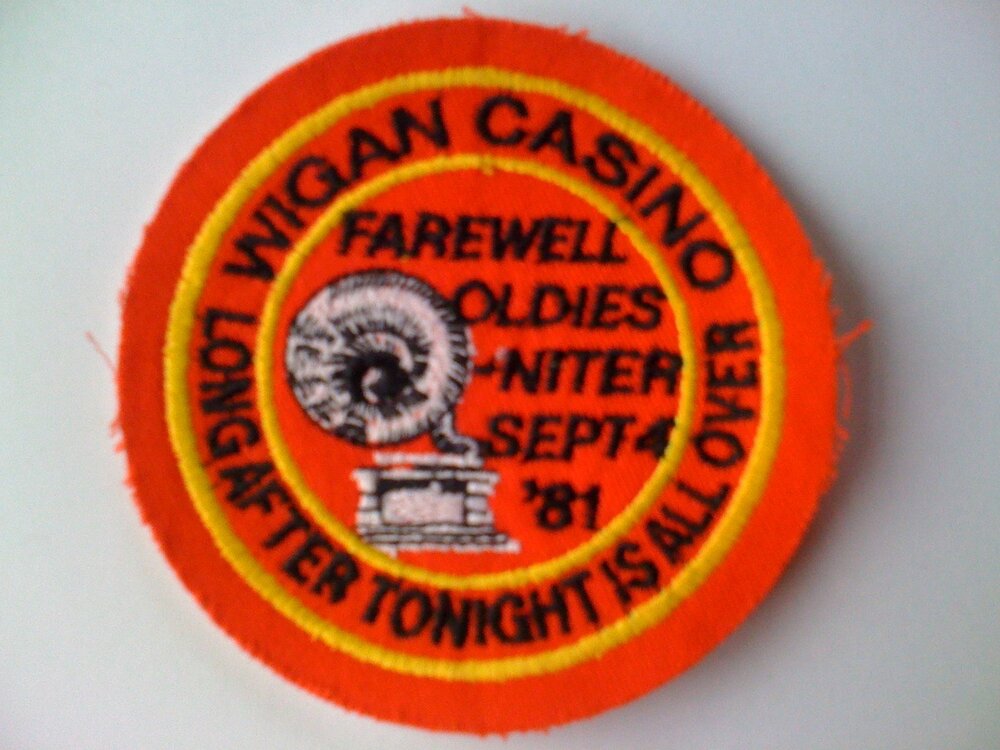 WIGAN CASINO
FAREWELL
OLDIES
-NITER
SEPT 4
'81
LONG AFTER TONIGHT IS ALL OVER